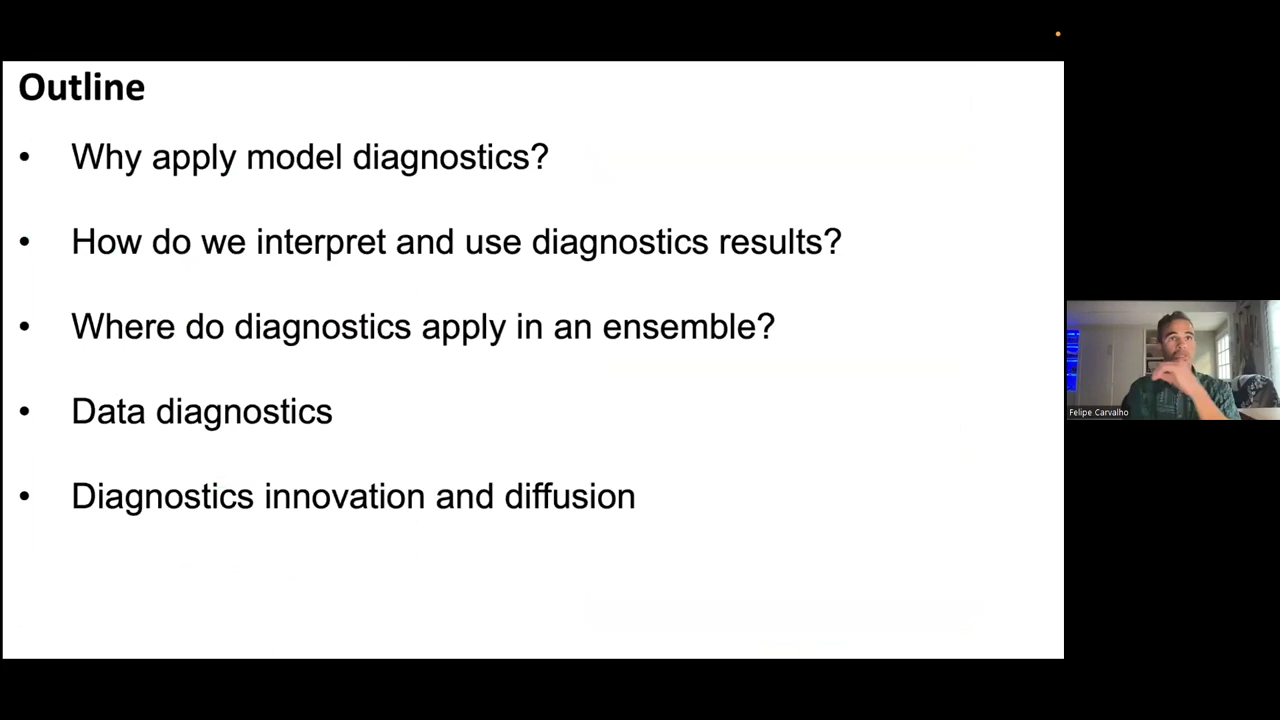 Outline
• Why apply model diagnostics?
• How do we interpret and use diagnostics results?
• Where do diagnostics apply in an ensemble?
• Data diagnostics
• Diagnostics innovation and diffusion
Felipe Carvalho